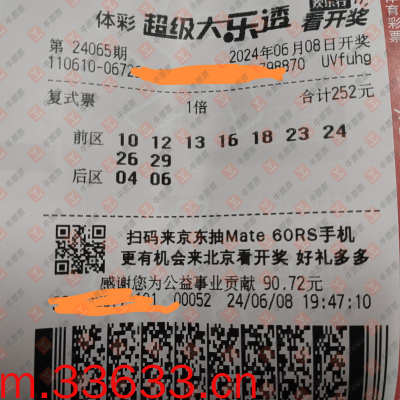 体彩 超级大乐透 看开奖
第 24065期 2024年06月08日开奖
110610-0672 798870 UVfuhg
复式票 1倍 合计252元
前区 10 12 13 16 18 23 24
26 29
后区 04 06
扫码来京东抽Mate 60RS手机
更有机会来北京看开奖 好礼多多
感谢您为公益事业贡献 90.72元
00052 24/06/08 19:47:10
m.33633.cn